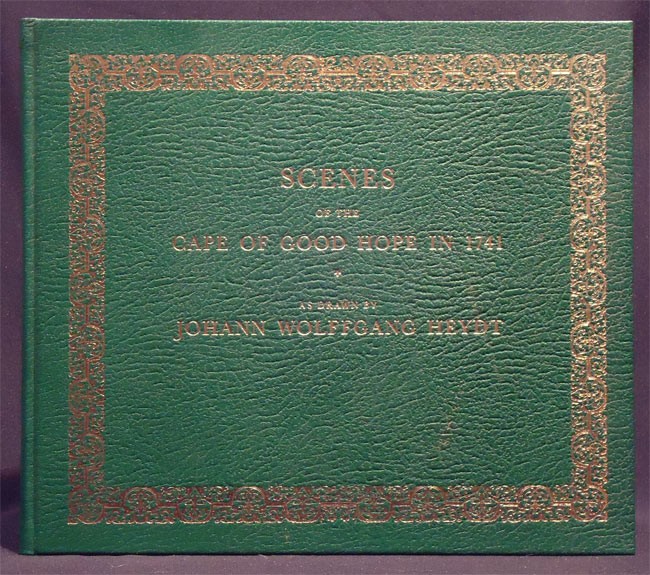 SCENES
OF THE
CAPE OF GOOD HOPE IN 1741
AS DRAWN BY
JOHANN WOLFFGANG HEYDT